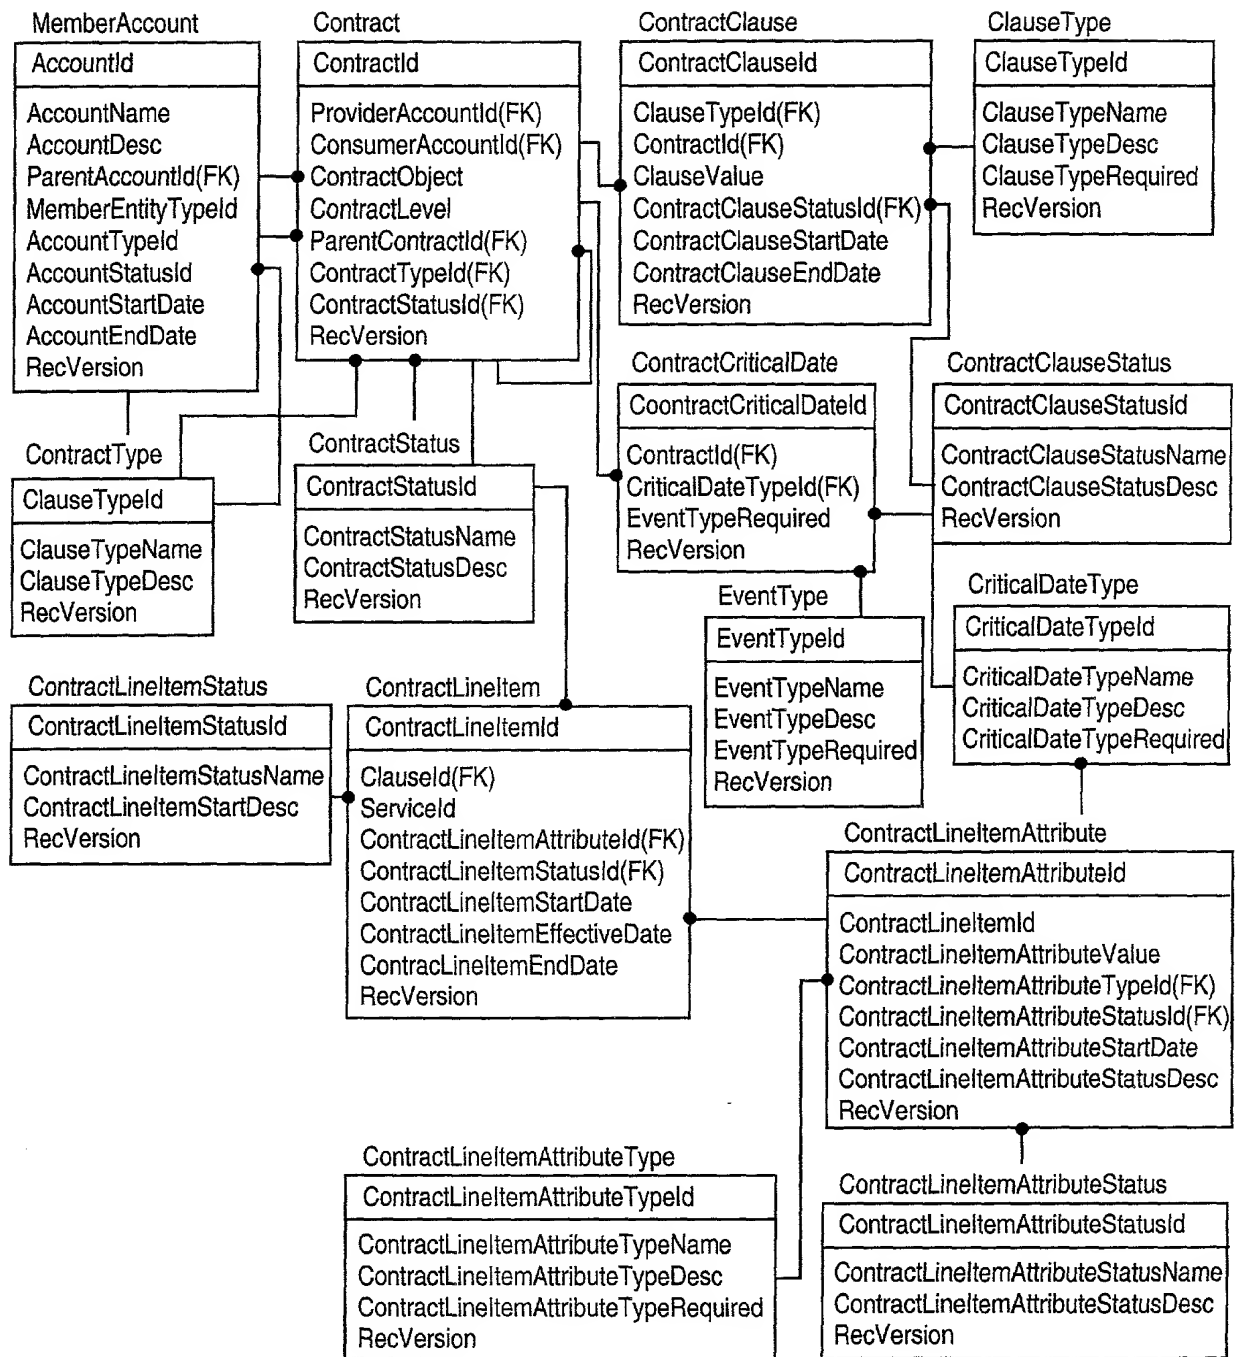 MemberAccount
AccountId
AccountName
AccountDesc
ParentAccountId(FK)
MemberEntityTypeId
AccountTypeId
AccountStatusId
AccountStartDate
AccountEndDate
RecVersion
Contract
ContractId
ProviderAccountId(FK)
ConsumerAccountId(FK)
ContractObject
ContractLevel
ParentContractId(FK)
ContractTypeId(FK)
ContractStatusId(FK)
RecVersion
ContractClause
ContractClauseId
ClauseTypeId(FK)
ContractId(FK)
ClauseValue
ContractClauseStatusId(FK)
ContractClauseStartDate
ContractClauseEndDate
RecVersion
ClauseType
ClauseTypeId
ClauseTypeName
ClauseTypeDesc
ClauseTypeRequired
RecVersion
ContractType
ClauseTypeId
ClauseTypeName
ClauseTypeDesc
RecVersion
ContractStatus
ContractStatusId
ContractStatusName
ContractStatusDesc
RecVersion
ContractCriticalDate
CoontractCriticalDateId
ContractId(FK)
CriticalDateTypeId(FK)
EventTypeRequired
RecVersion
ContractClauseStatus
ContractClauseStatusId
ContractClauseStatusName
ContractClauseStatusDesc
RecVersion
EventType
EventTypeId
EventTypeName
EventTypeDesc
EventTypeRequired
RecVersion
CriticalDateType
CriticalDateTypeId
CriticalDateTypeName
CriticalDateTypeDesc
CriticalDateTypeRequired
ContractLineItemStatus
ContractLineItemStatusId
ContractLineItemStatusName
ContractLineItemStartDesc
RecVersion
ContractLineItem
ContractLineItemId
ClauseId(FK)
ServiceId
ContractLineItemAttributeId(FK)
ContractLineItemStatusId(FK)
ContractLineItemStartDate
ContractLineItemEffectiveDate
ContracLineItemEndDate
RecVersion
ContractLineItemAttribute
ContractLineItemAttributeId
ContractLineItemId
ContractLineItemAttributeValue
ContractLineItemAttributeTypeId(FK)
ContractLineItemAttributeStatusId(FK)
ContractLineItemAttributeStartDate
ContractLineItemAttributeStatusDesc
RecVersion
ContractLineItemAttributeType
ContractLineItemAttributeTypeId
ContractLineItemAttributeTypeName
ContractLineItemAttributeTypeDesc
ContractLineItemAttributeTypeRequired
RecVersion
ContractLineItemAttributeStatus
ContractLineItemAttributeStatusId
ContractLineItemAttributeStatusName
ContractLineItemAttributeStatusDesc
RecVersion